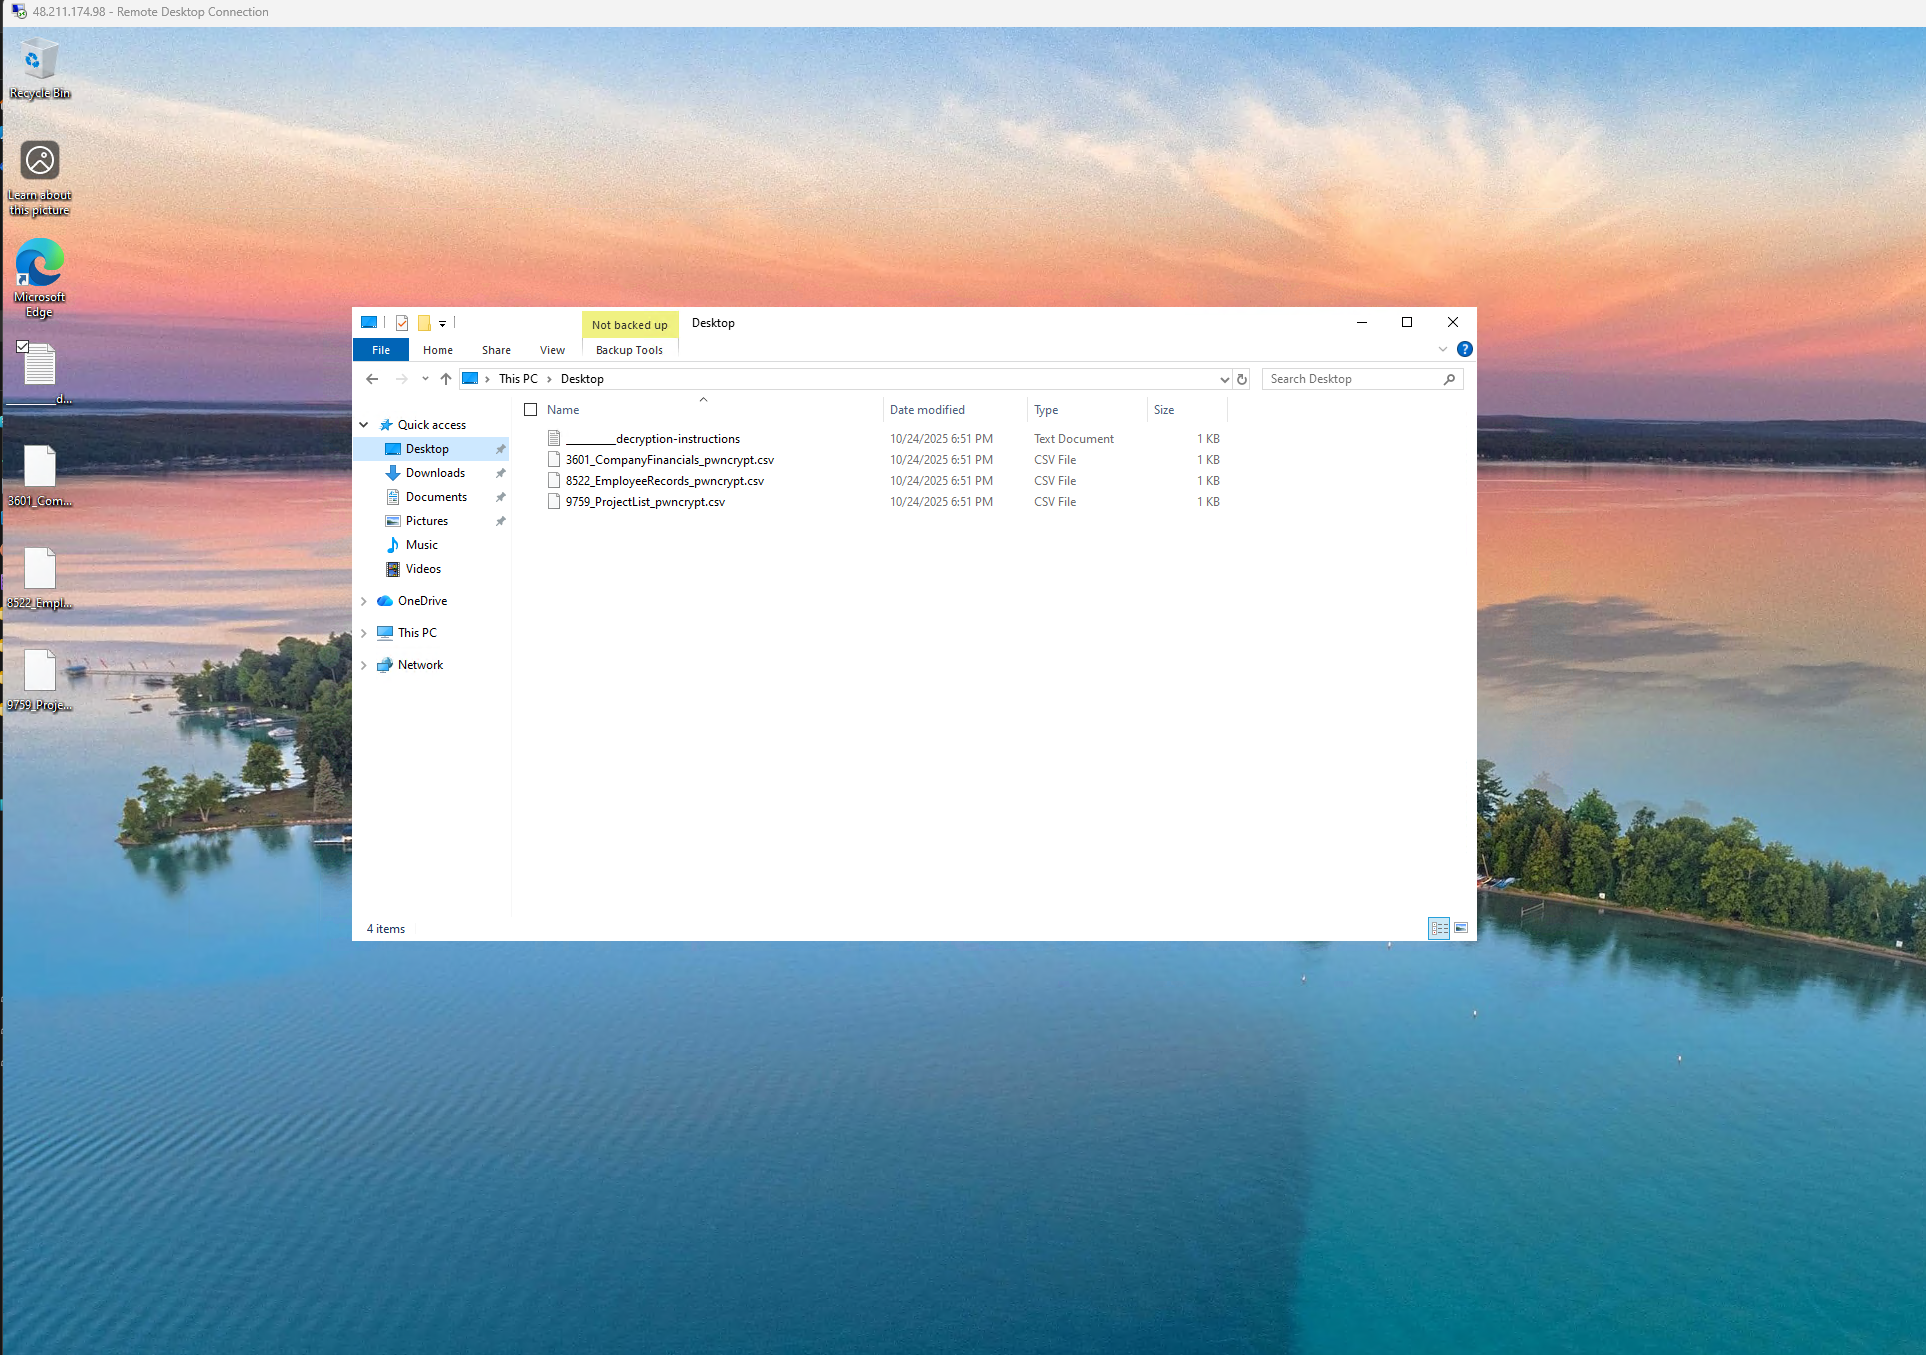 48.211.174.98 - Remote Desktop Connection
Recycle Bin
Learn about
this picture
Microsoft
Edge
_________d...
3601_Com...
8522_Empl...
9759_Proje...
Not backed up
Desktop
File
Home
Share
View
Backup Tools
?
This PC
Desktop
Search Desktop
Quick access
Desktop
Downloads
Documents
Pictures
Music
Videos
OneDrive
This PC
Network
Name
Date modified
Type
Size
_________decryption-instructions 10/24/2025 6:51 PM Text Document 1 KB
3601_CompanyFinancials_pwncrypt.csv 10/24/2025 6:51 PM CSV File 1 KB
8522_EmployeeRecords_pwncrypt.csv 10/24/2025 6:51 PM CSV File 1 KB
9759_ProjectList_pwncrypt.csv 10/24/2025 6:51 PM CSV File 1 KB
4 items